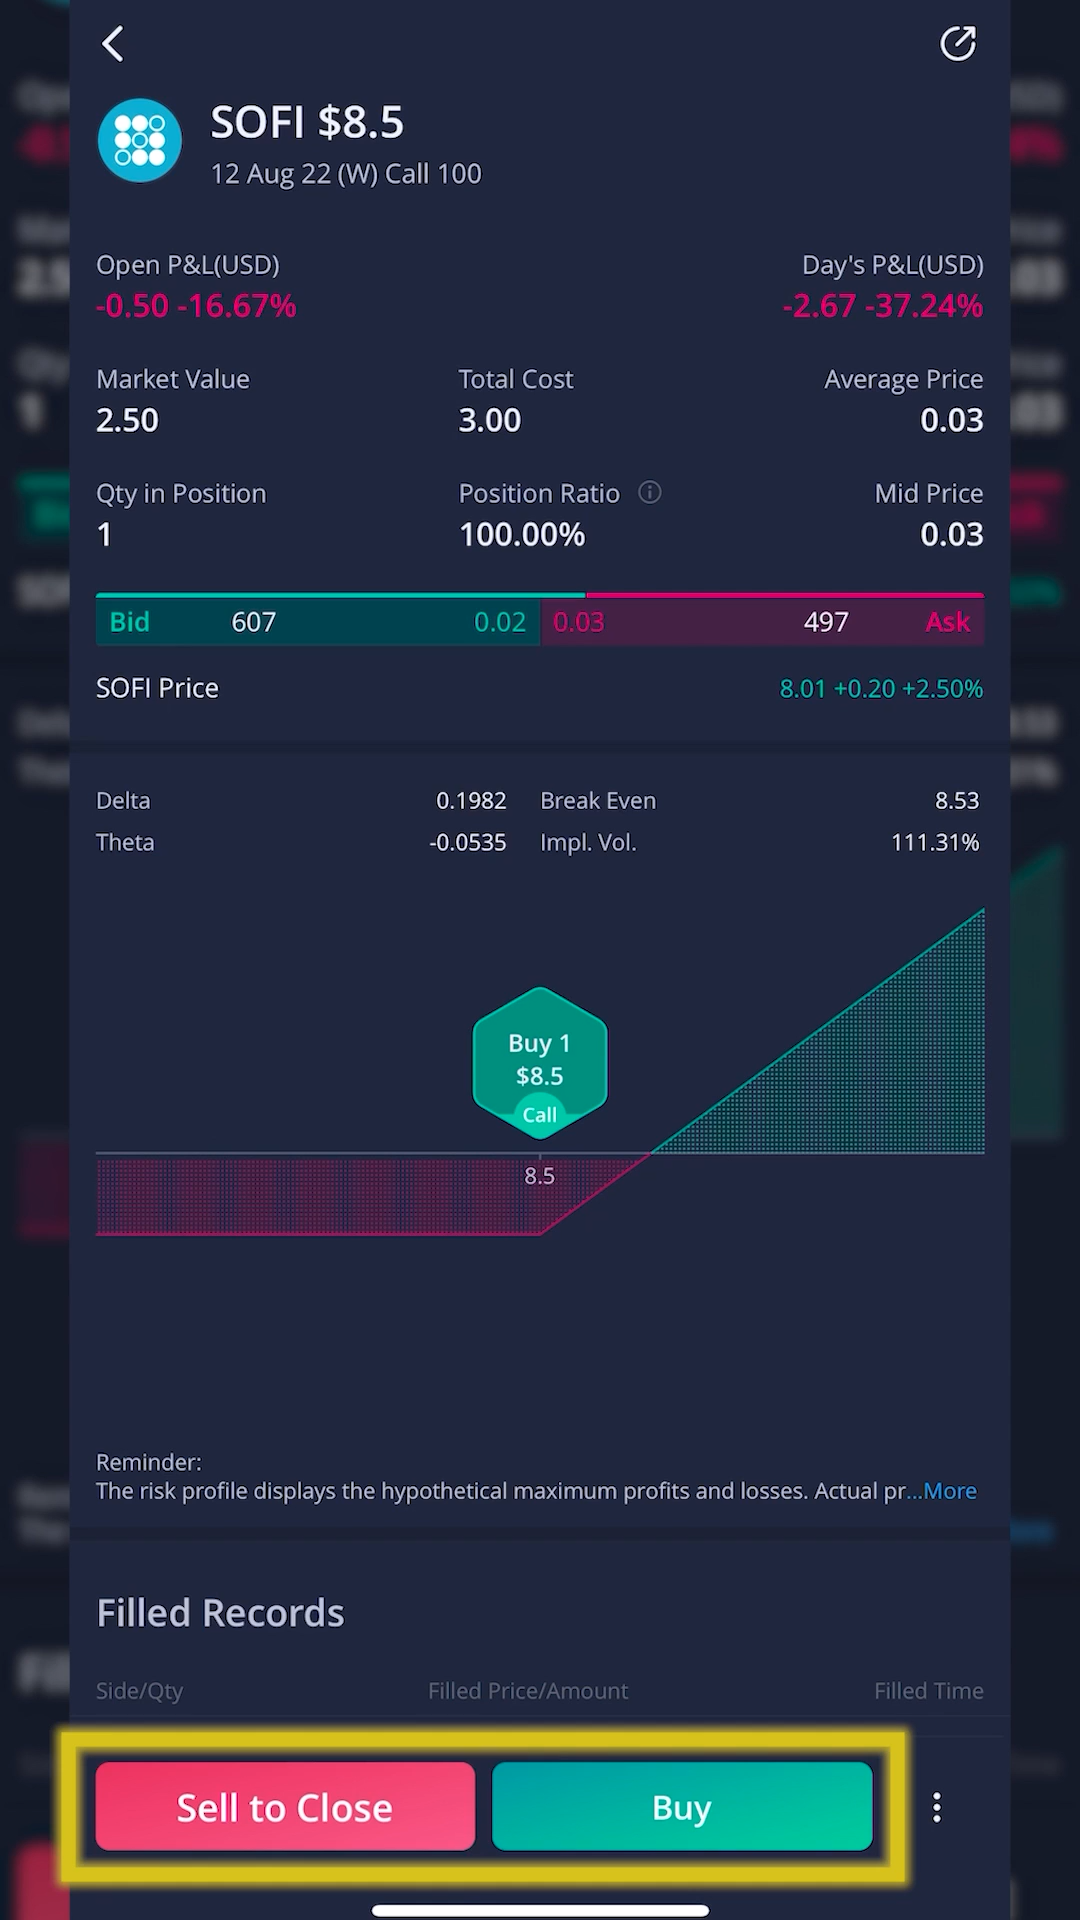 SOFI $8.5
12 Aug 22 (W) Call 100
Open P&L(USD) Day's P&L(USD)
-0.50 -16.67% -2.67 -37.24%
Market Value Total Cost Average Price
2.50 3.00 0.03
Qty in Position Position Ratio Mid Price
1 100.00% 0.03
Bid 607 0.02 0.03 497 Ask
SOFI Price 8.01 +0.20 +2.50%
Delta 0.1982 Break Even 8.53
Theta -0.0535 Impl. Vol. 111.31%
Buy 1
$8.5
Call
8.5
Reminder:
The risk profile displays the hypothetical maximum profits and losses. Actual pr...More
Filled Records
Side/Qty Filled Price/Amount Filled Time
Sell to Close Buy